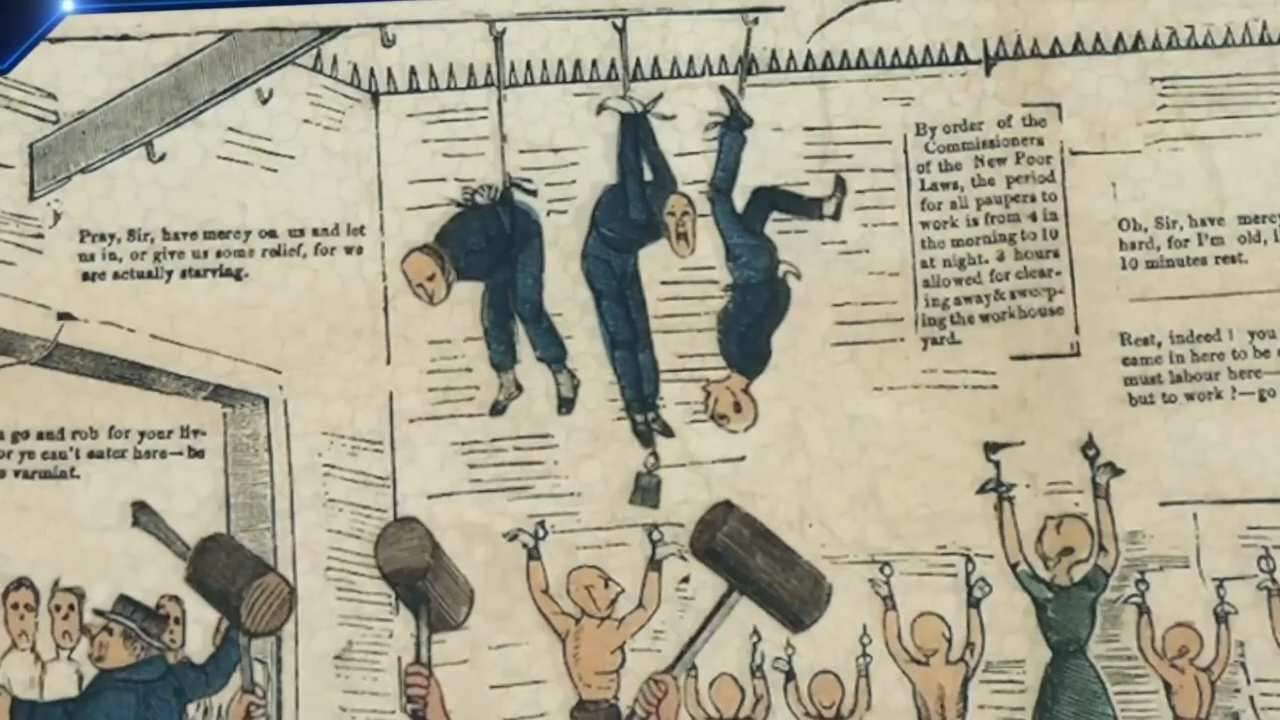 Pray, Sir, have mercy on us and let
us in, or give us some relief, for we
are actually starving.
go and rob for your liv-
or ye can't enter here—be
varmint.
By order of the
Commissioners
of the New Poor
Laws, the period
for all paupers to
work is from 4 in
the morning to 10
at night. 3 hours
allowed for clear-
ing away & sweep-
ing the workhouse
yard.
Oh, Sir, have merc
hard, for I'm old, I
10 minutes rest.
Rest, indeed! you
came in here to be
must labour here—
but to work?—go